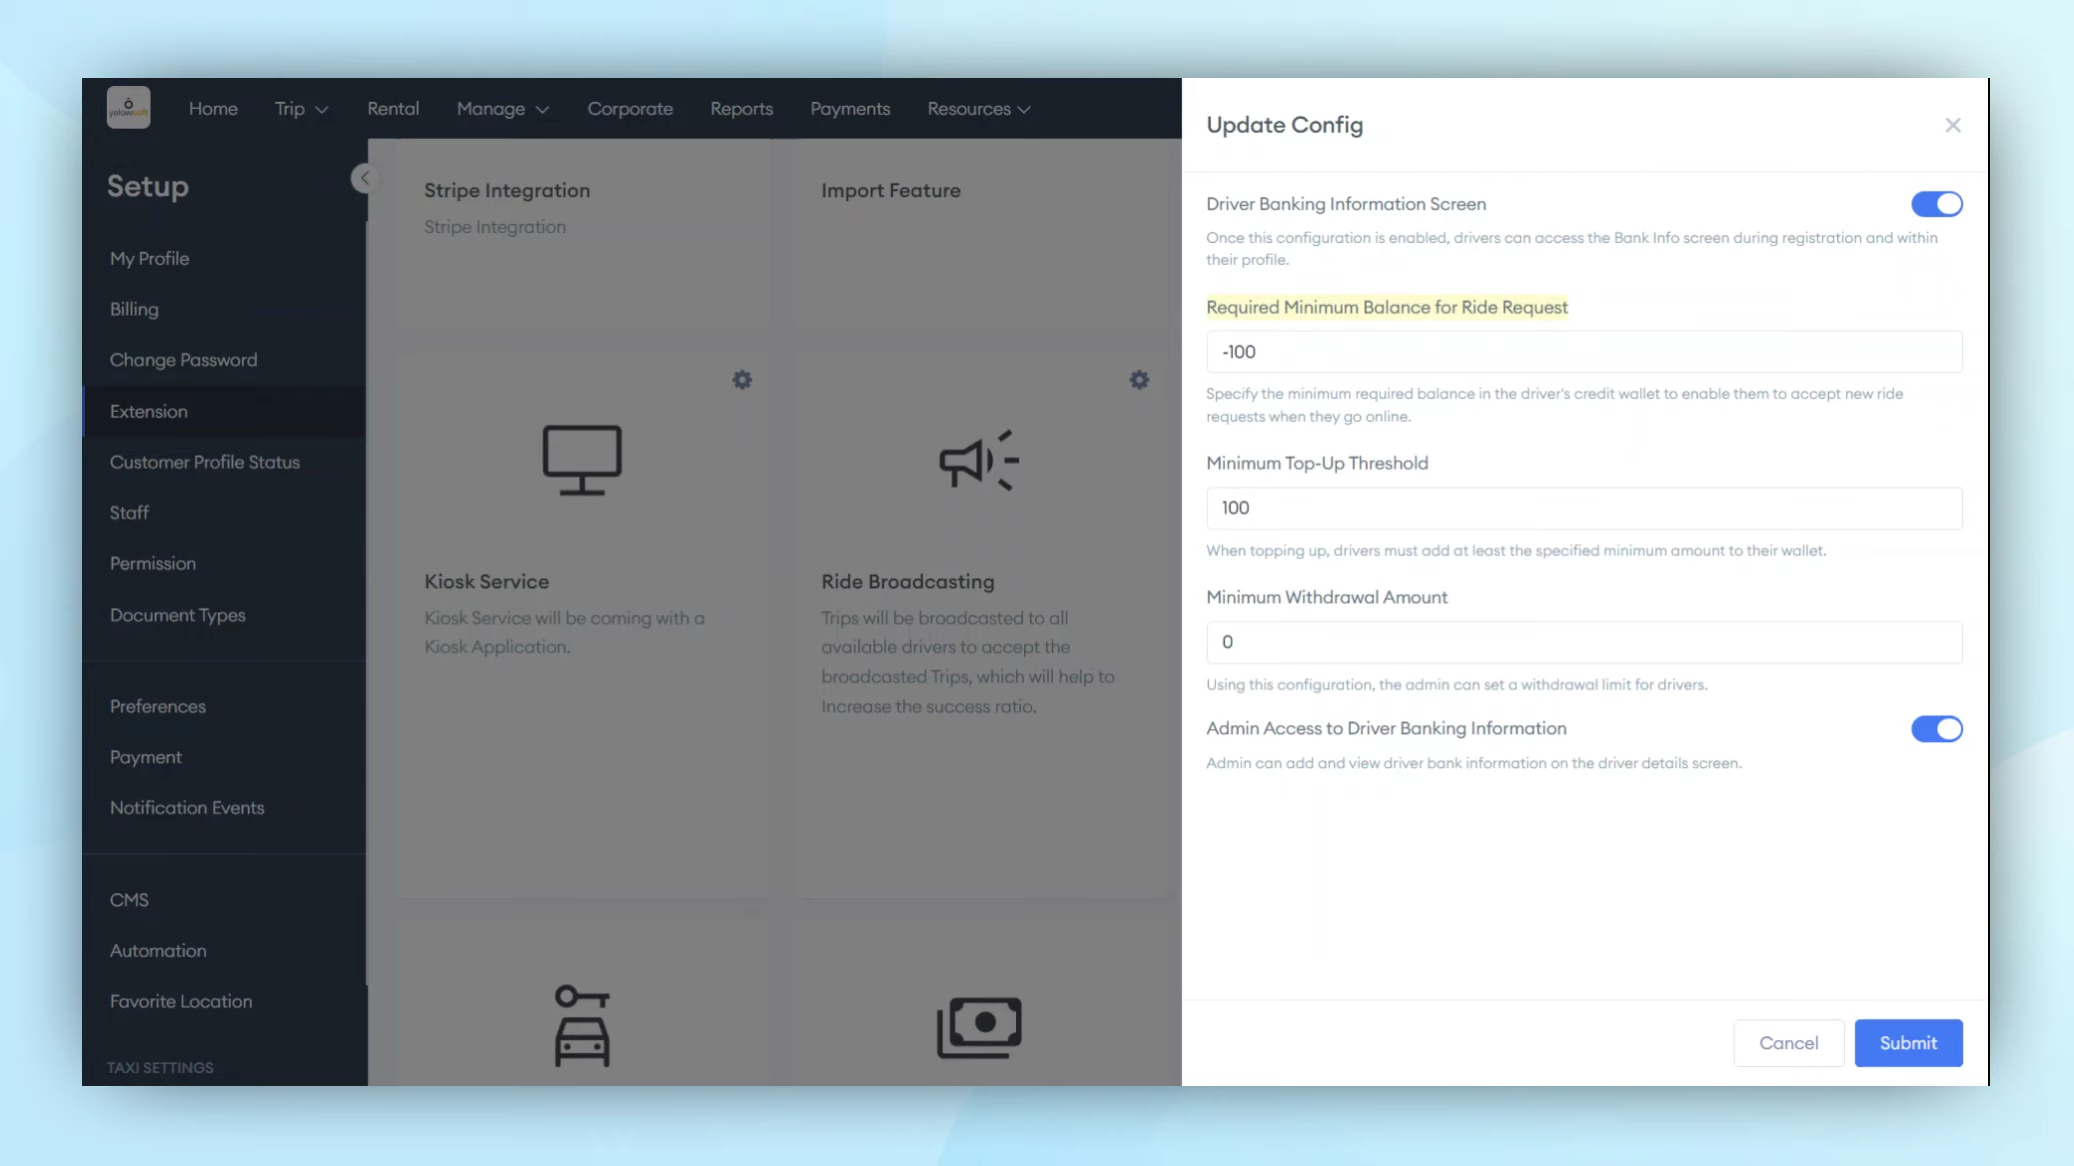 yelowsoft
Home
Trip
Rental
Manage
Corporate
Reports
Payments
Resources
Setup
My Profile
Billing
Change Password
Extension
Customer Profile Status
Staff
Permission
Document Types
Preferences
Payment
Notification Events
CMS
Automation
Favorite Location
TAXI SETTINGS
Stripe Integration
Stripe Integration
Import Feature
Kiosk Service
Kiosk Service will be coming with a
Kiosk Application.
Ride Broadcasting
Trips will be broadcasted to all
available drivers to accept the
broadcasted Trips, which will help to
Increase the success ratio.
Update Config
Driver Banking Information Screen
Once this configuration is enabled, drivers can access the Bank Info screen during registration and within
their profile.
Required Minimum Balance for Ride Request
-100
Specify the minimum required balance in the driver's credit wallet to enable them to accept new ride
requests when they go online.
Minimum Top-Up Threshold
100
When topping up, drivers must add at least the specified minimum amount to their wallet.
Minimum Withdrawal Amount
0
Using this configuration, the admin can set a withdrawal limit for drivers.
Admin Access to Driver Banking Information
Admin can add and view driver bank information on the driver details screen.
Cancel
Submit